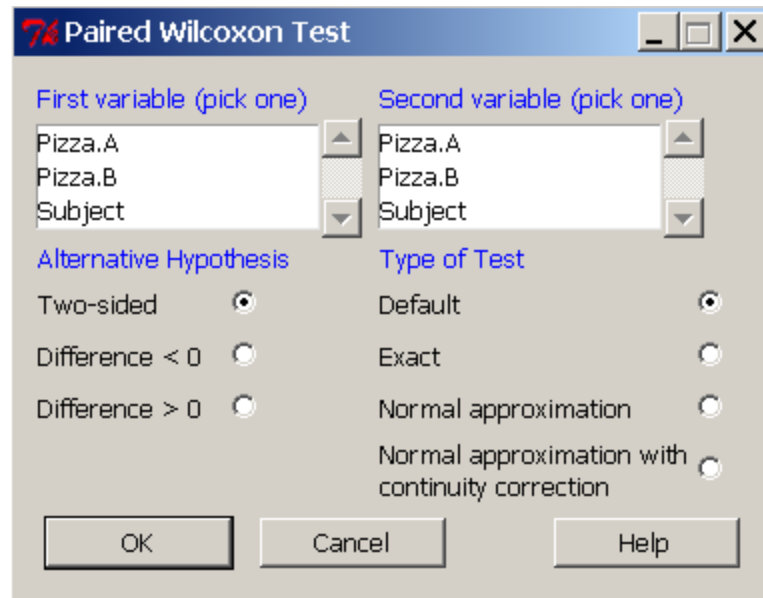 Paired Wilcoxon Test
First variable (pick one)
Pizza.A
Pizza.B
Subject
Second variable (pick one)
Pizza.A
Pizza.B
Subject
Alternative Hypothesis
Two-sided
Difference < 0
Difference > 0
Type of Test
Default
Exact
Normal approximation
Normal approximation with
continuity correction
OK
Cancel
Help